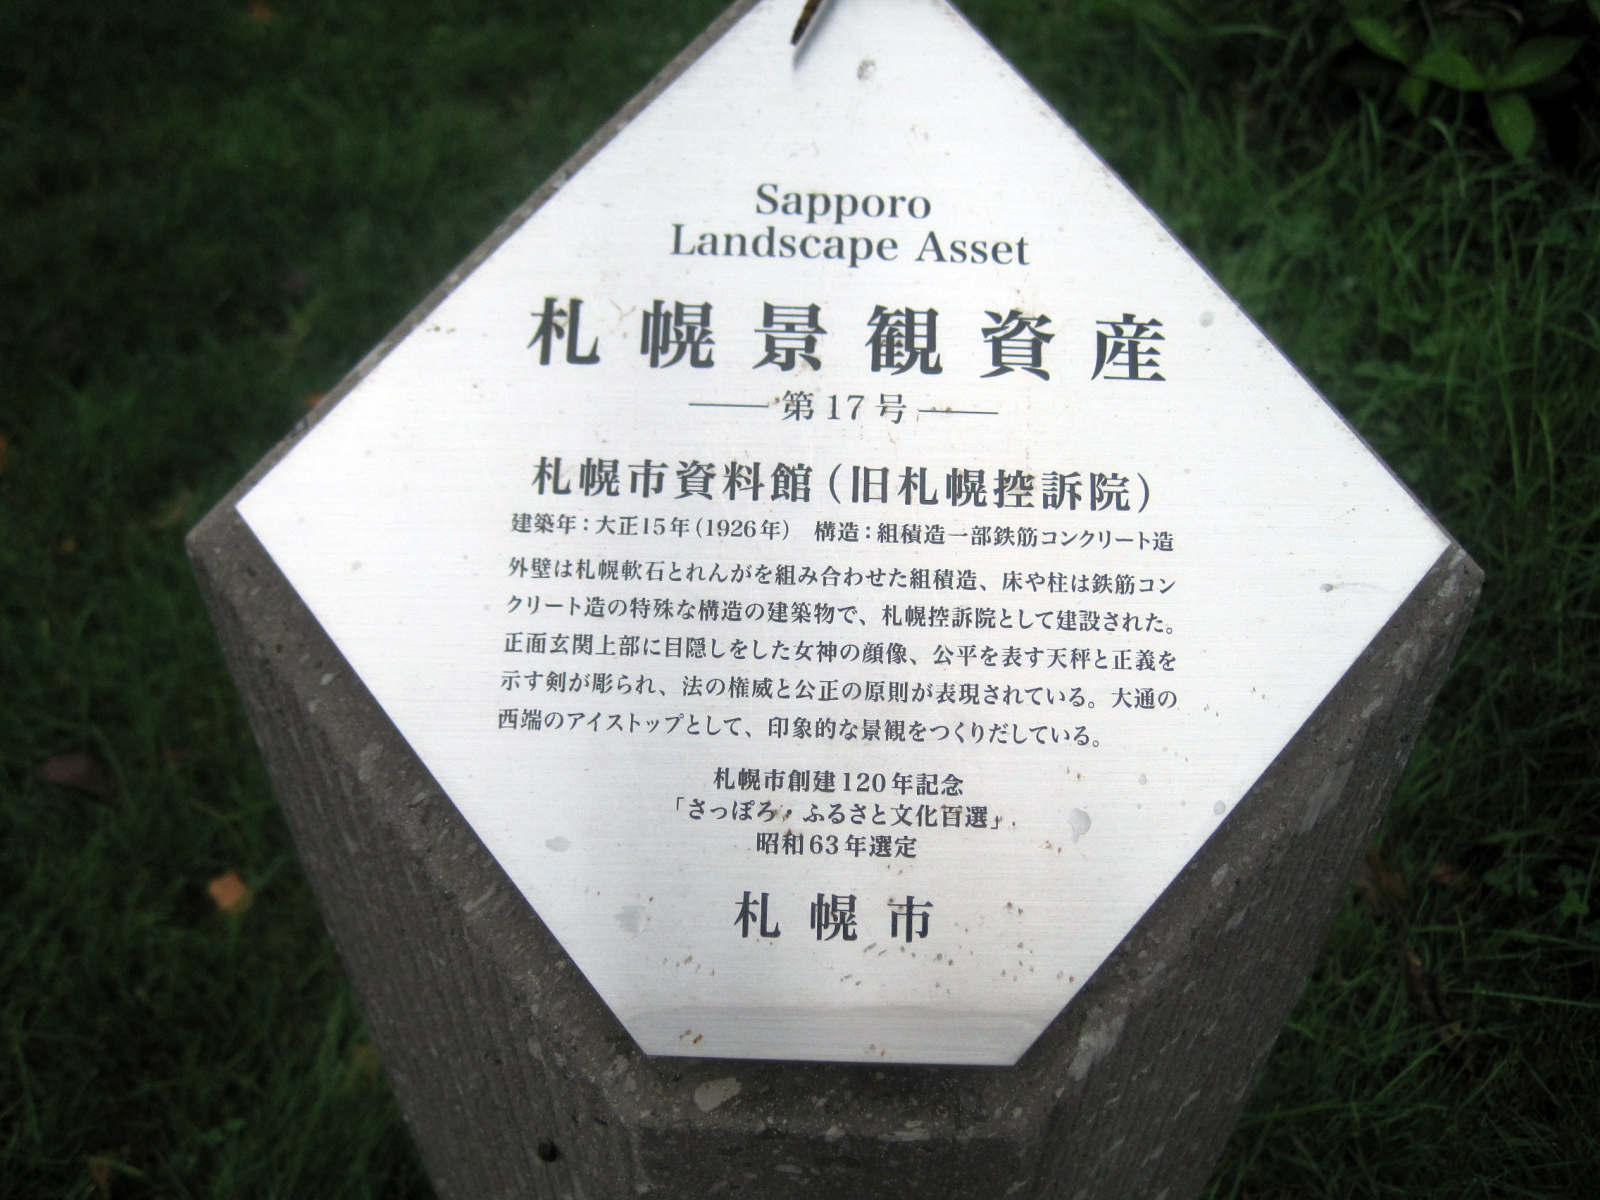 Sapporo
Landscape Asset
札幌景観資産
第17号
札幌市資料館(旧札幌控訴院)
建築年:大正15年(1926年) 構造:組積造一部鉄筋コンクリート造
外壁は札幌軟石とれんがを組み合わせた組積造、床や柱は鉄筋コン
クリート造の特殊な構造の建築物で、札幌控訴院として建設された。
正面玄関上部に目隠しをした女神の顔像、公平を表す天秤と正義を
示す剣が彫られ、法の権威と公正の原則が表現されている。大通の
西端のアイストップとして、印象的な景観をつくりだしている。
札幌市創建120年記念
「さっぽろ・ふるさと文化百選」
昭和63年選定
札幌市